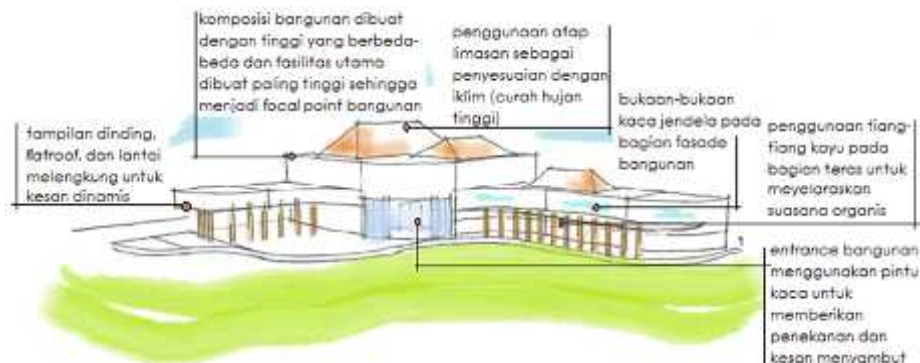 komposisi bangunan dibuat
dengan tinggi yang berbeda-
beda dan fasilitas utama
dibuat paling tinggi sehingga
menjadi focal point bangunan
penggunaan atap
limasan sebagai
penyesuaian dengan
iklim (curah hujan
tinggi)
bukaan-bukaan
kaca jendela pada
bagian fasade
bangunan
penggunaan tiang-
tiang kayu pada
bagian teras untuk
meyelaraskan
suasana organis
tampilan dinding,
flatroof, dan lantai
melengkung untuk
kesan dinamis
entrance bangunan
menggunakan pintu
kaca untuk
memberikan
penekanan dan
kesan menyambut